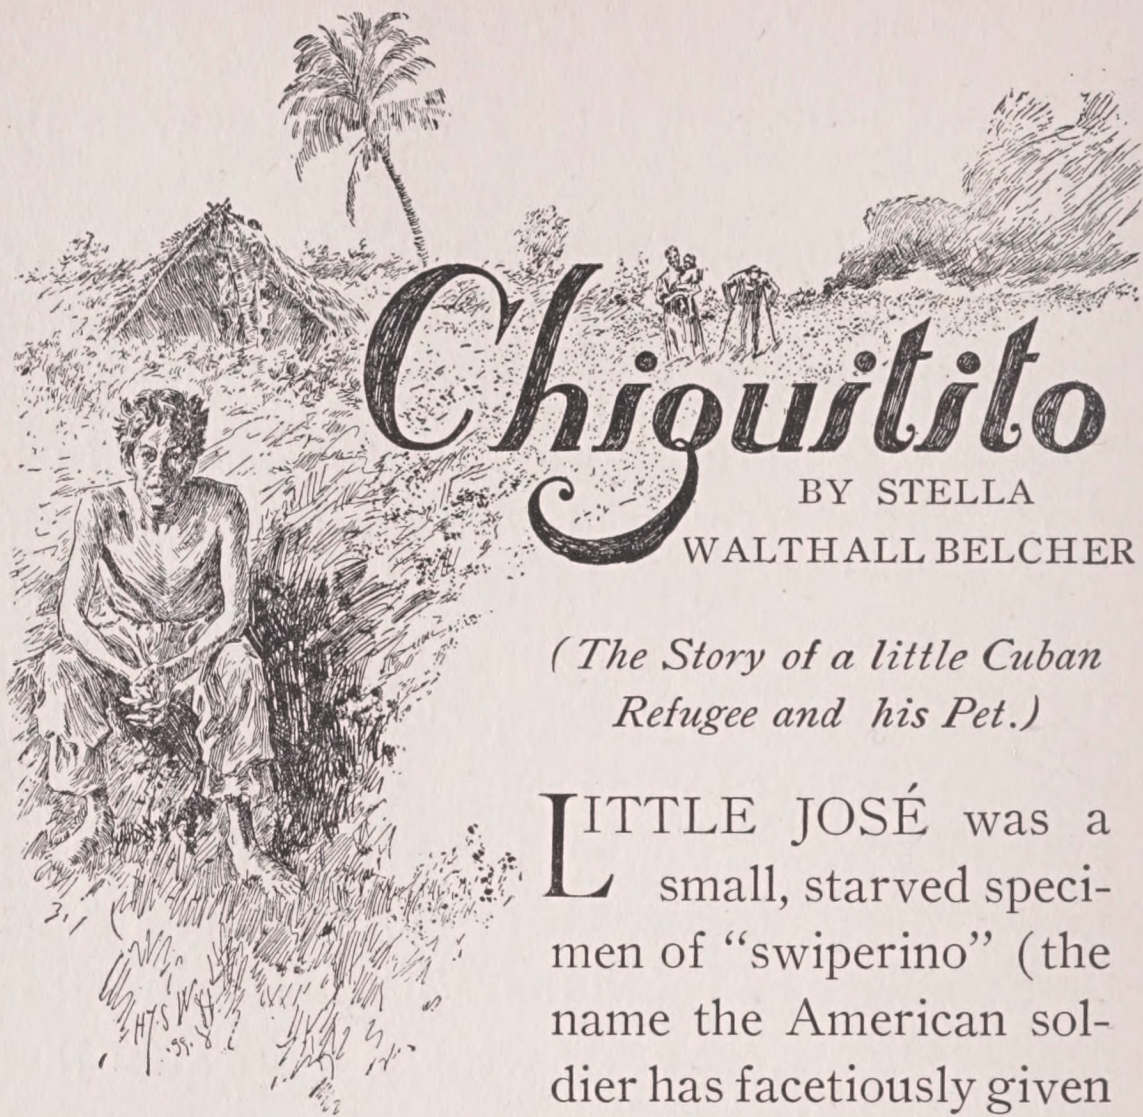 Chiquitito
BY STELLA
WALTHALL BELCHER
(The Story of a little Cuban
Refugee and his Pet.)
LITTLE JOSÉ was a
small, starved speci-
men of “swiperino” (the
name the American sol-
dier has facetiously given